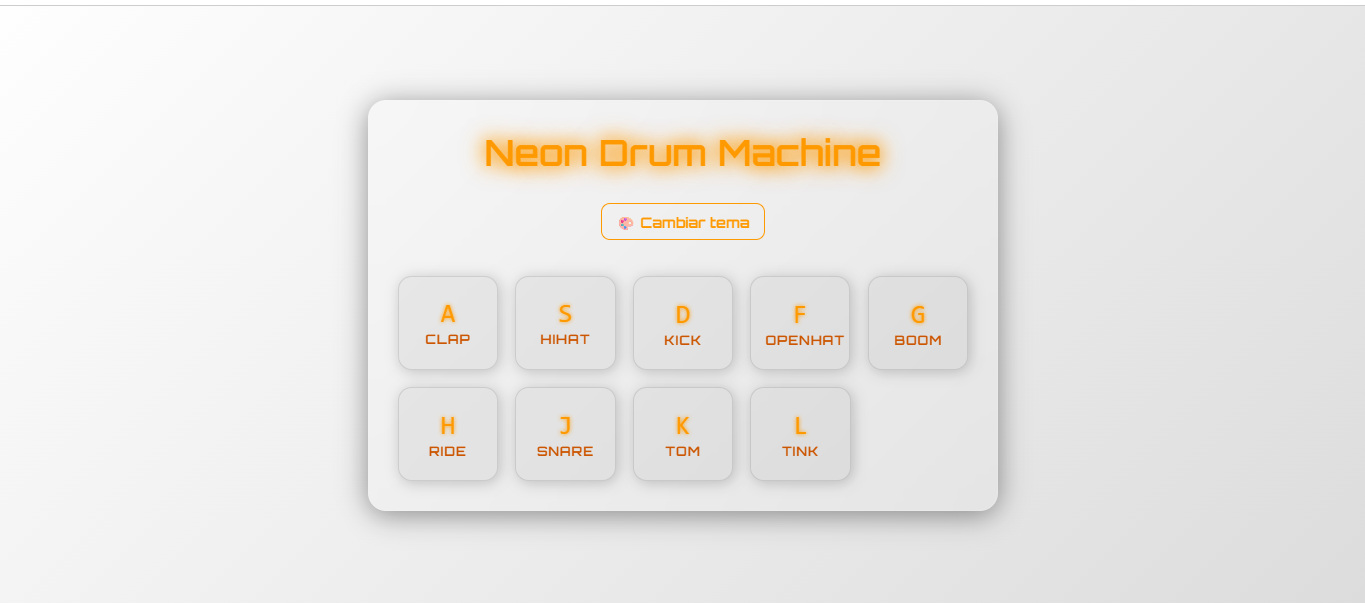 Neon Drum Machine
🎨 Cambiar tema
A S D F G
CLAP HIHAT KICK OPENHAT BOOM
H J K L
RIDE SNARE TOM TINK